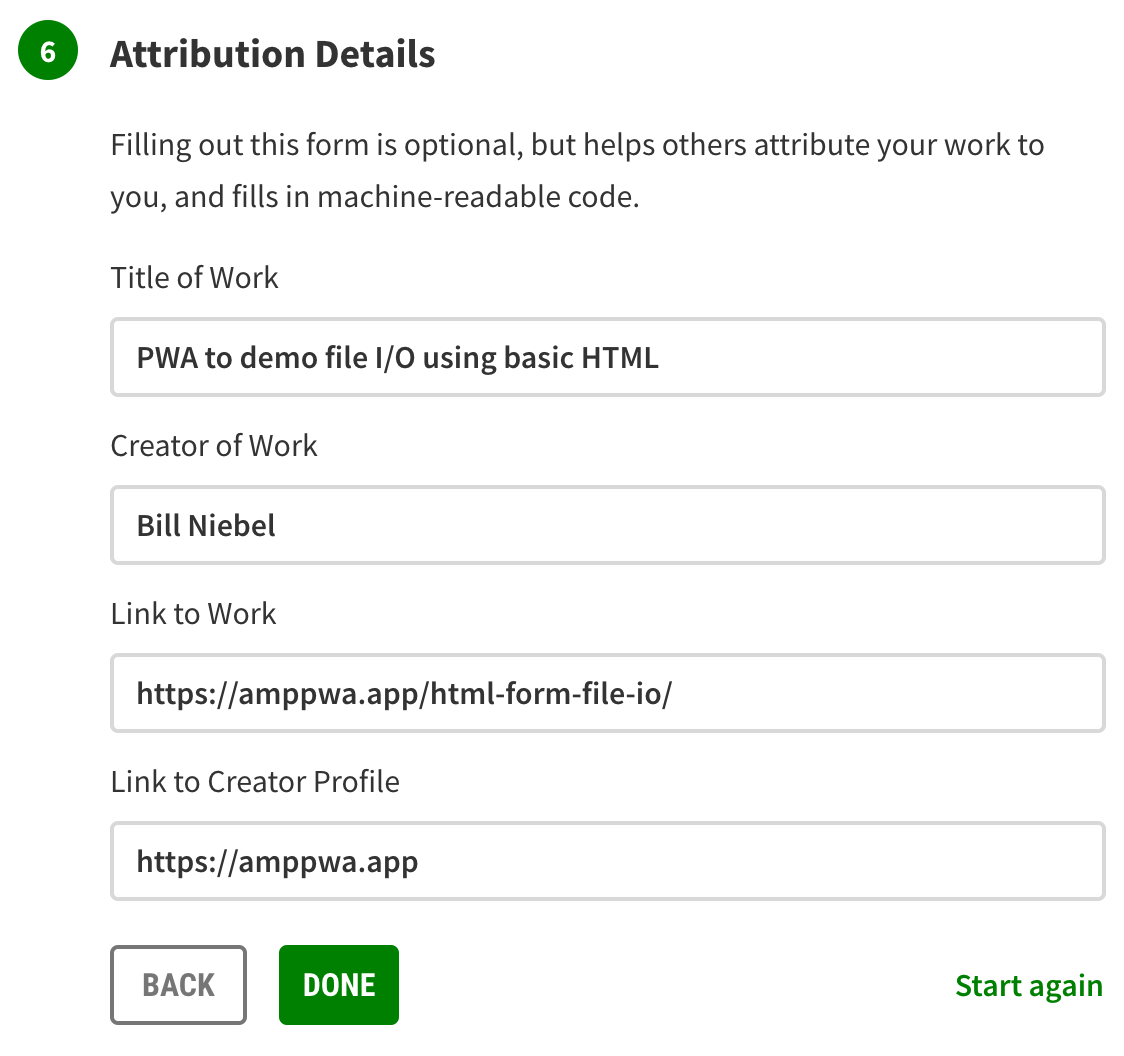 6
Attribution Details
Filling out this form is optional, but helps others attribute your work to
you, and fills in machine-readable code.
Title of Work
PWA to demo file I/O using basic HTML
Creator of Work
Bill Niebel
Link to Work
https://amppwa.app/html-form-file-io/
Link to Creator Profile
https://amppwa.app
BACK DONE Start again